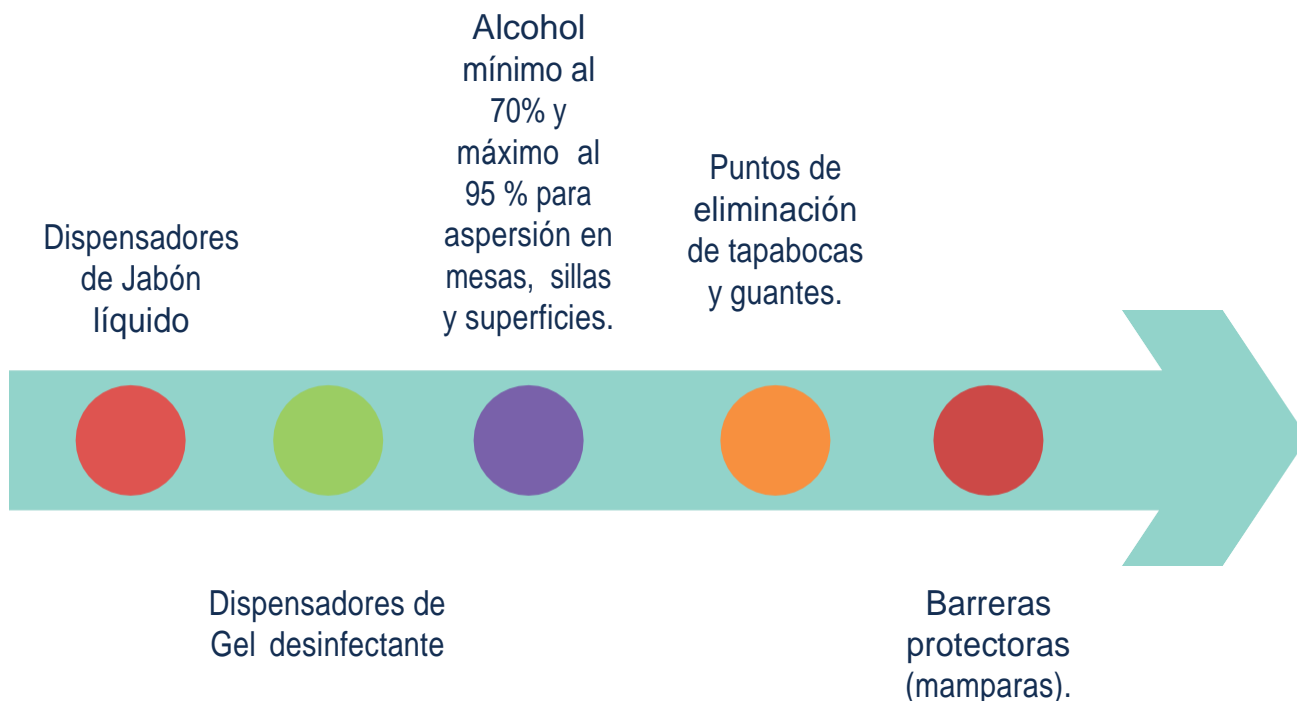 Dispensadores
de Jabón
líquido
Dispensadores de
Gel desinfectante
Alcohol
mínimo al
70% y
máximo al
95 % para
aspersión en
mesas, sillas
y superficies.
Puntos de
eliminación
de tapabocas
y guantes.
Barreras
protectoras
(mamparas).